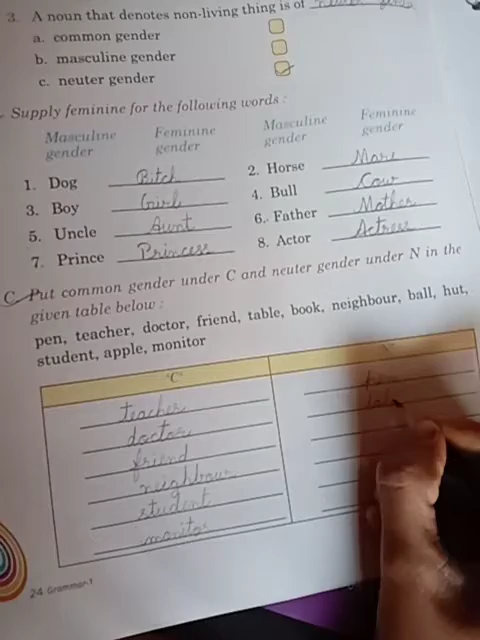 3. A noun that denotes non-living thing is of neuter gender
a. common gender
b. masculine gender
c. neuter gender
Supply feminine for the following words :
Masculine gender Feminine gender Masculine gender Feminine gender
1. Dog Bitch 2. Horse Mare
3. Boy Girl 4. Bull Cow
5. Uncle Aunt 6. Father Mother
7. Prince Princess 8. Actor Actress
C. Put common gender under C and neuter gender under N in the
given table below :
pen, teacher, doctor, friend, table, book, neighbour, ball, hut,
student, apple, monitor
'C'
teacher pen
doctor
friend
neighbour
student
monitor
24 Grammar-1